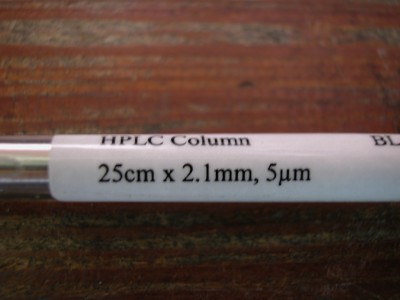 HPLC Column
25cm x 2.1mm, 5µm